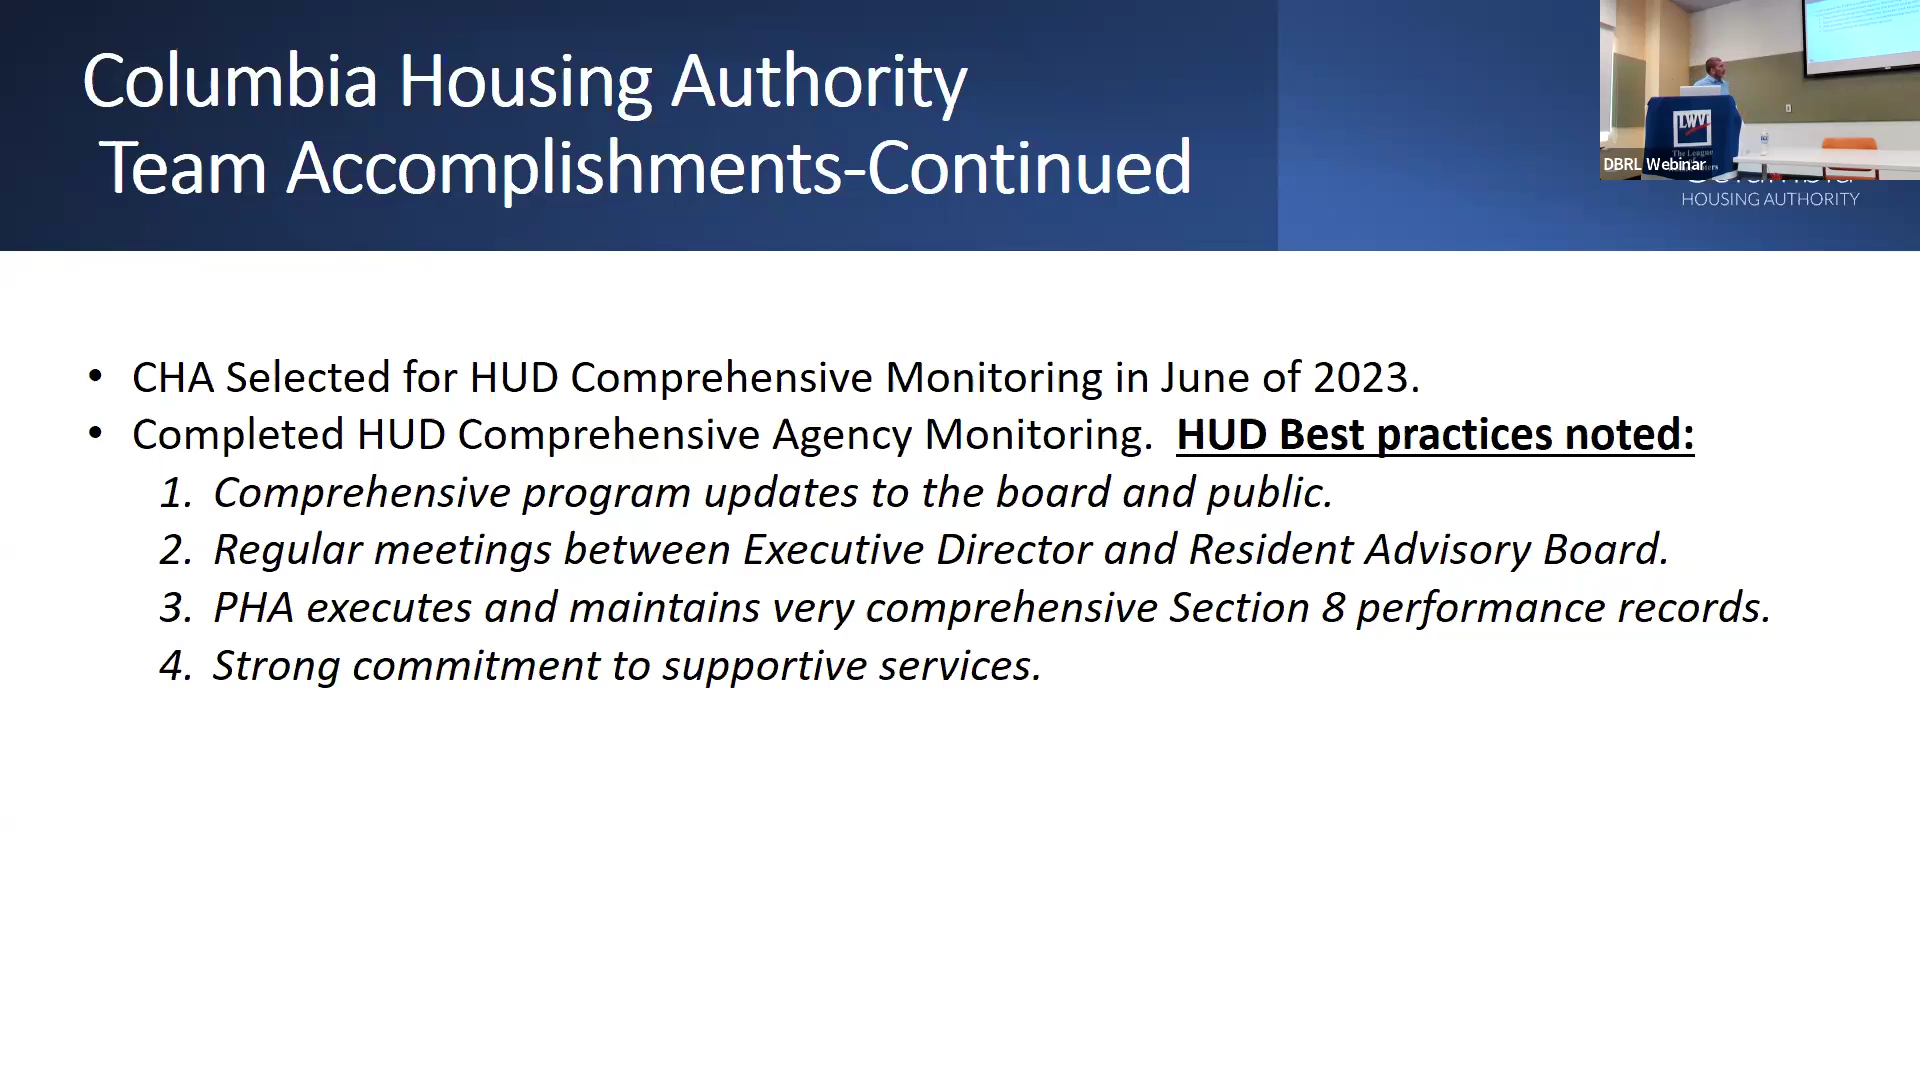 Columbia Housing Authority
Team Accomplishments-Continued
LWV
The League
DBRL Webinar
HOUSING AUTHORITY
• CHA Selected for HUD Comprehensive Monitoring in June of 2023.
• Completed HUD Comprehensive Agency Monitoring. HUD Best practices noted:
1. Comprehensive program updates to the board and public.
2. Regular meetings between Executive Director and Resident Advisory Board.
3. PHA executes and maintains very comprehensive Section 8 performance records.
4. Strong commitment to supportive services.